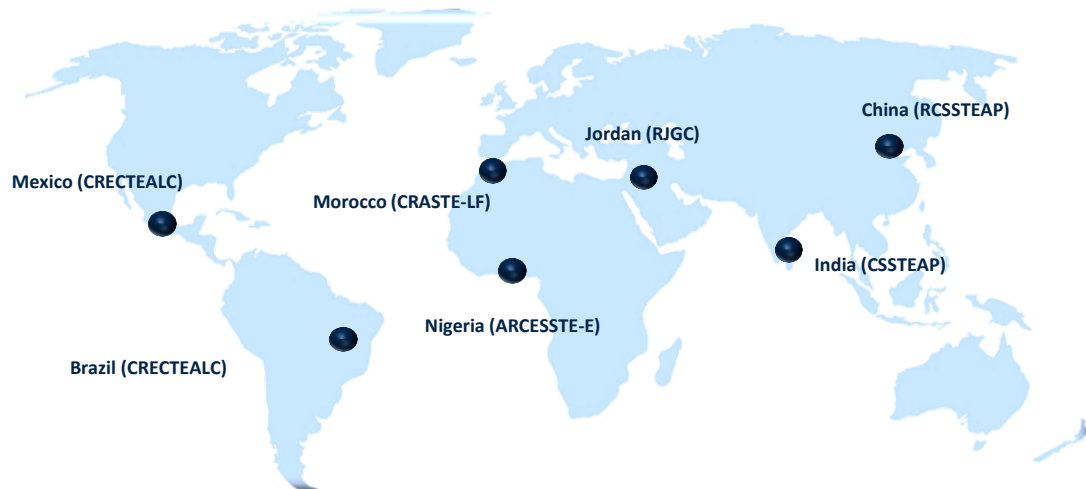 China (RCSSTEAP)
Jordan (RJGC)
Mexico (CRECTEALC)
Morocco (CRASTE-LF)
India (CSSTEAP)
Nigeria (ARCESSTE-E)
Brazil (CRECTEALC)